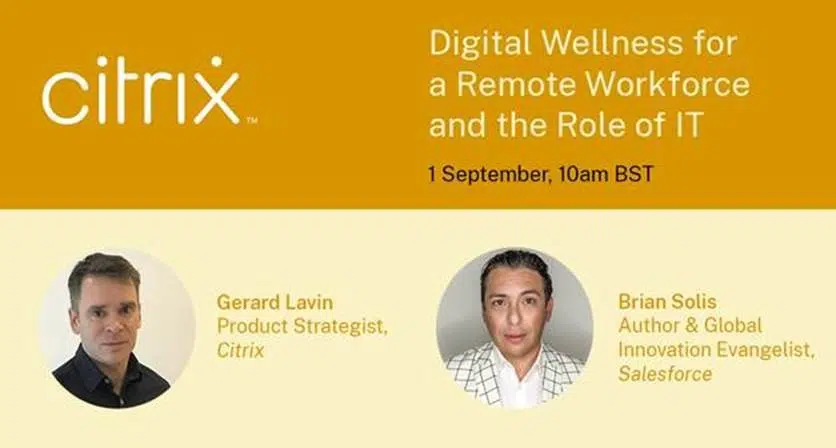 citrix™
Digital Wellness for
a Remote Workforce
and the Role of IT
1 September, 10am BST
Gerard Lavin
Product Strategist,
Citrix
Brian Solis
Author & Global
Innovation Evangelist,
Salesforce